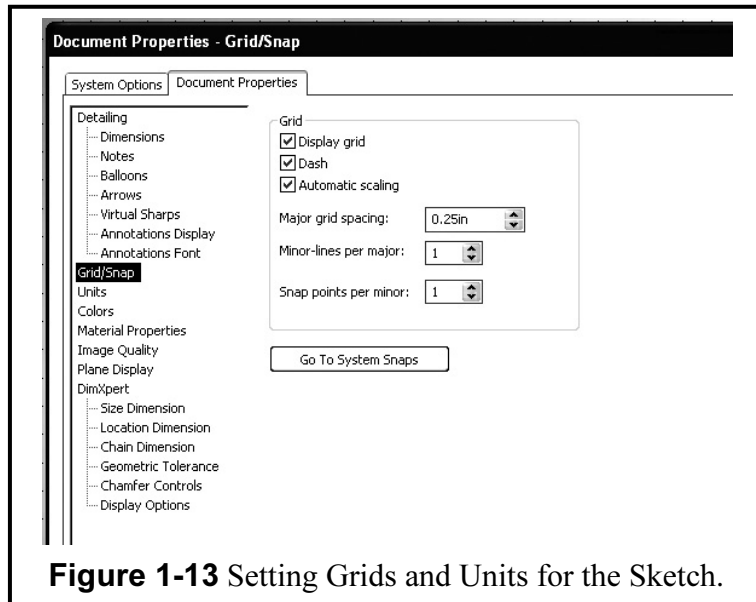 Document Properties - Grid/Snap
System Options
Document Properties
Detailing
Dimensions
Notes
Balloons
Arrows
Virtual Sharps
Annotations Display
Annotations Font
Grid/Snap
Units
Colors
Material Properties
Image Quality
Plane Display
DimXpert
Size Dimension
Location Dimension
Chain Dimension
Geometric Tolerance
Chamfer Controls
Display Options
Grid
Display grid
Dash
Automatic scaling
Major grid spacing: 0.25in
Minor-lines per major: 1
Snap points per minor: 1
Go To System Snaps
Figure 1-13 Setting Grids and Units for the Sketch.